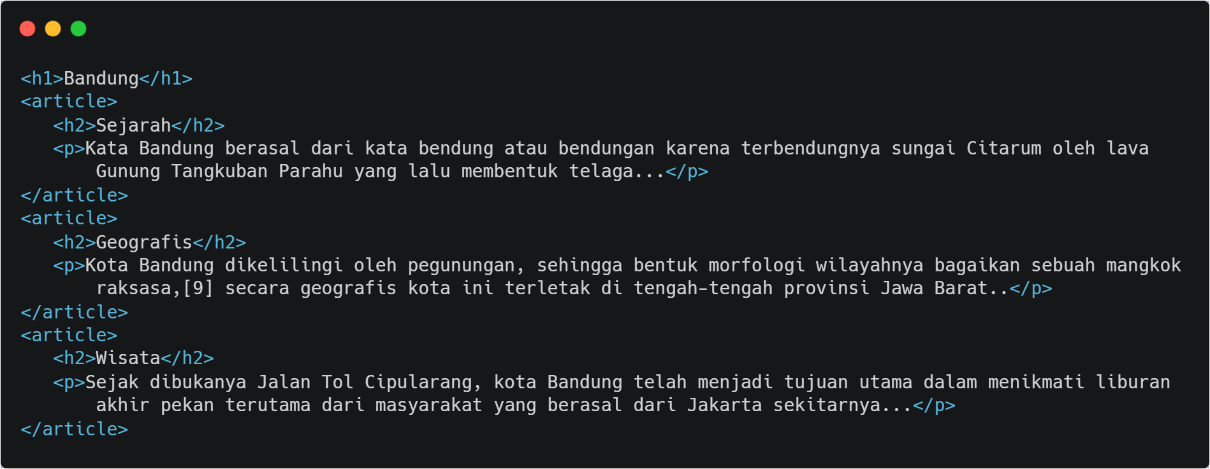 <h1>Bandung</h1>
<article>
   <h2>Sejarah</h2>
   <p>Kata Bandung berasal dari kata bendung atau bendungan karena terbendungnya sungai Citarum oleh lava
       Gunung Tangkuban Parahu yang lalu membentuk telaga...</p>
</article>
<article>
   <h2>Geografis</h2>
   <p>Kota Bandung dikelilingi oleh pegunungan, sehingga bentuk morfologi wilayahnya bagaikan sebuah mangkok
       raksasa,[9] secara geografis kota ini terletak di tengah-tengah provinsi Jawa Barat..</p>
</article>
<article>
   <h2>Wisata</h2>
   <p>Sejak dibukanya Jalan Tol Cipularang, kota Bandung telah menjadi tujuan utama dalam menikmati liburan
       akhir pekan terutama dari masyarakat yang berasal dari Jakarta sekitarnya...</p>
</article>